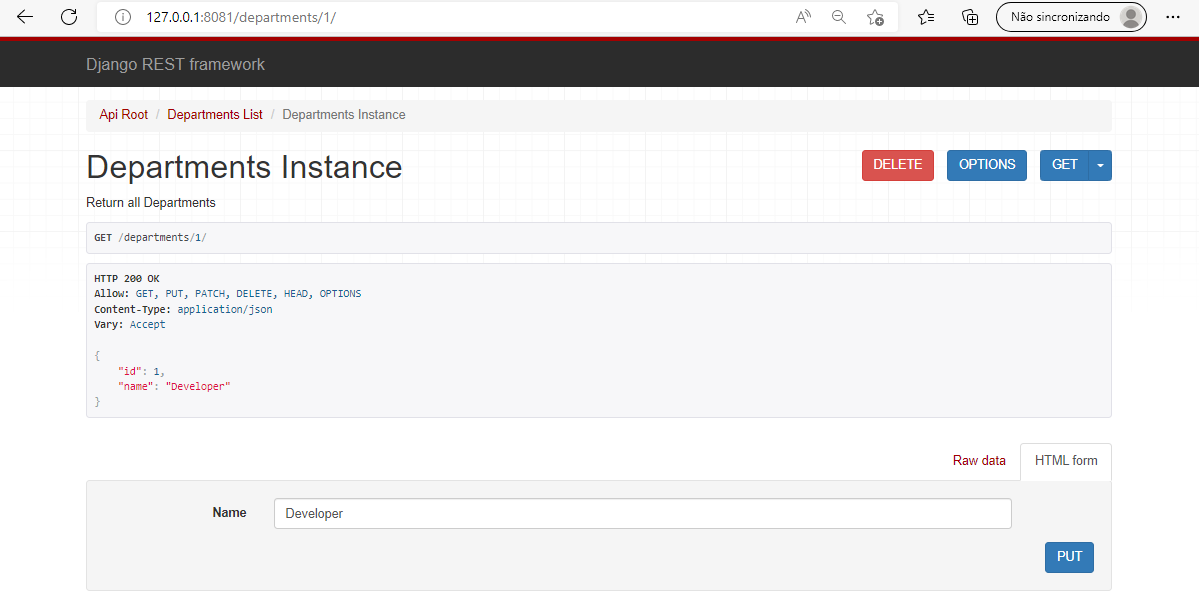 127.0.0.1:8081/departments/1/
Não sincronizando
Django REST framework
Api Root / Departments List / Departments Instance
Departments Instance
DELETE
OPTIONS
GET
Return all Departments
GET /departments/1/
HTTP 200 OK
Allow: GET, PUT, PATCH, DELETE, HEAD, OPTIONS
Content-Type: application/json
Vary: Accept
{
"id": 1,
"name": "Developer"
}
Raw data
HTML form
Name
Developer
PUT